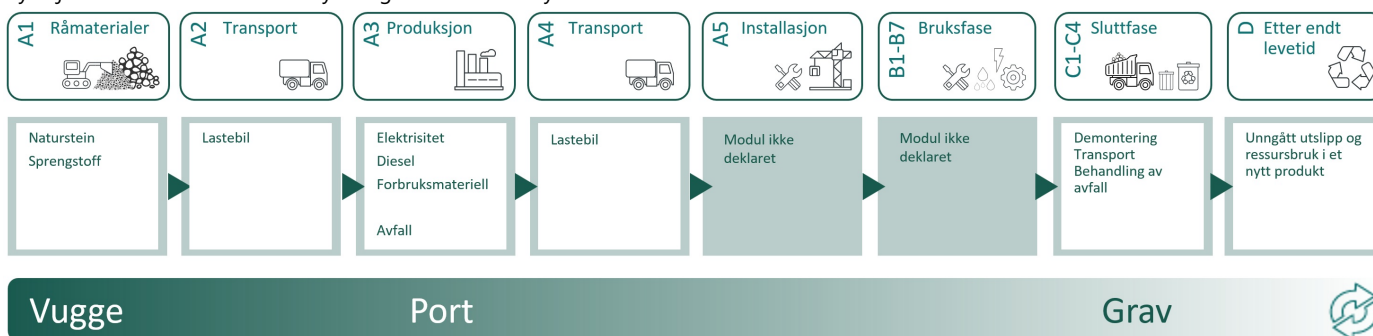 A1 Råmaterialer
A2 Transport
A3 Produksjon
A4 Transport
A5 Installasjon
B1-B7 Bruksfase
C1-C4 Sluttfase
D Etter endt
levetid
Naturstein
Sprengstoff
Lastebil
Elektrisitet
Diesel
Forbruksmateriell
Avfall
Lastebil
Modul ikke
deklaret
Modul ikke
deklaret
Demontering
Transport
Behandling av
avfall
Unngått utslipp og
ressursbruk i et
nytt produkt
Vugge
Port
Grav